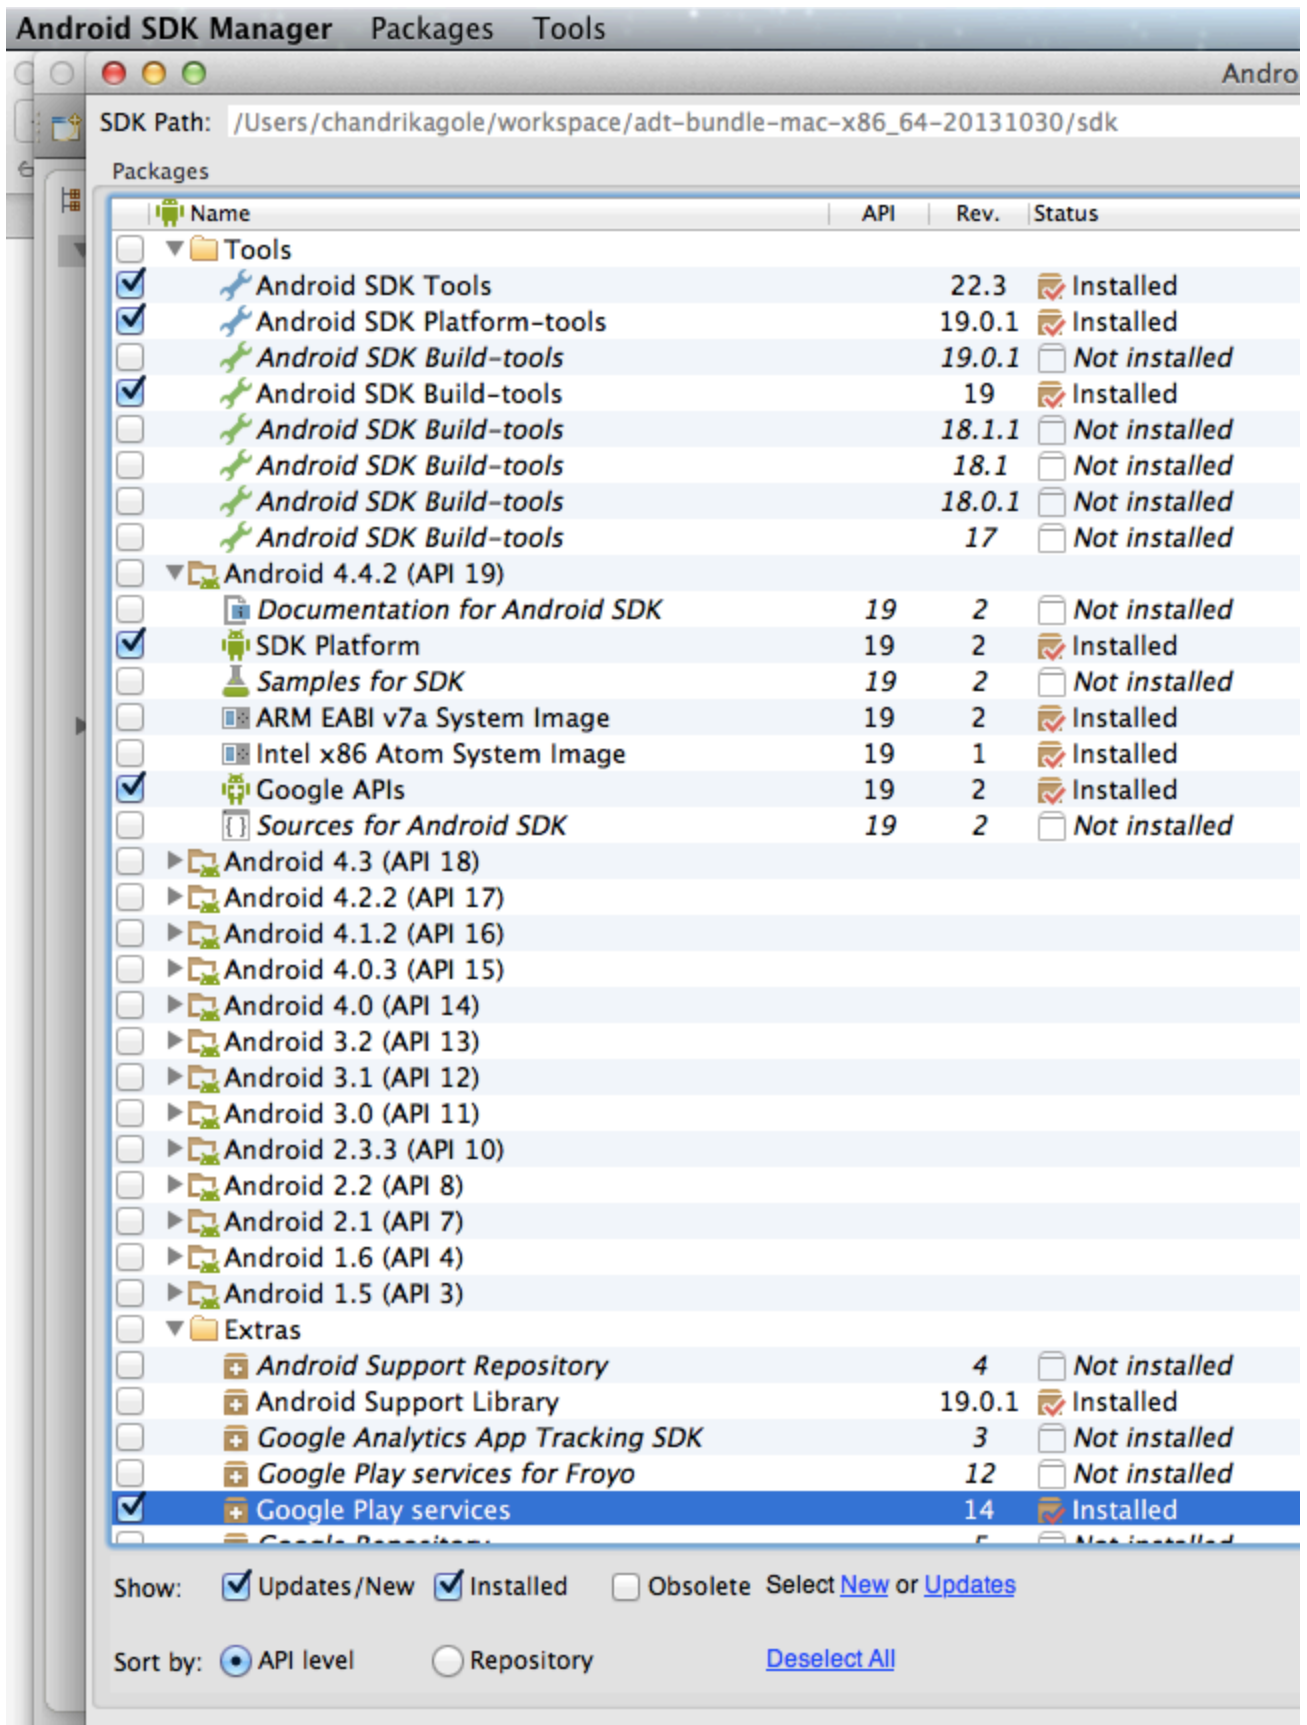 Android SDK Manager Packages Tools
Andro
SDK Path: /Users/chandrikagole/workspace/adt-bundle-mac-x86_64-20131030/sdk
Packages
Name API Rev. Status
Tools
Android SDK Tools 22.3 Installed
Android SDK Platform-tools 19.0.1 Installed
Android SDK Build-tools 19.0.1 Not installed
Android SDK Build-tools 19 Installed
Android SDK Build-tools 18.1.1 Not installed
Android SDK Build-tools 18.1 Not installed
Android SDK Build-tools 18.0.1 Not installed
Android SDK Build-tools 17 Not installed
Android 4.4.2 (API 19)
Documentation for Android SDK 19 2 Not installed
SDK Platform 19 2 Installed
Samples for SDK 19 2 Not installed
ARM EABI v7a System Image 19 2 Installed
Intel x86 Atom System Image 19 1 Installed
Google APIs 19 2 Installed
Sources for Android SDK 19 2 Not installed
Android 4.3 (API 18)
Android 4.2.2 (API 17)
Android 4.1.2 (API 16)
Android 4.0.3 (API 15)
Android 4.0 (API 14)
Android 3.2 (API 13)
Android 3.1 (API 12)
Android 3.0 (API 11)
Android 2.3.3 (API 10)
Android 2.2 (API 8)
Android 2.1 (API 7)
Android 1.6 (API 4)
Android 1.5 (API 3)
Extras
Android Support Repository 4 Not installed
Android Support Library 19.0.1 Installed
Google Analytics App Tracking SDK 3 Not installed
Google Play services for Froyo 12 Not installed
Google Play services 14 Installed
Google Repository Not installed
Show: Updates/New Installed Obsolete Select New or Updates
Sort by: API level Repository Deselect All